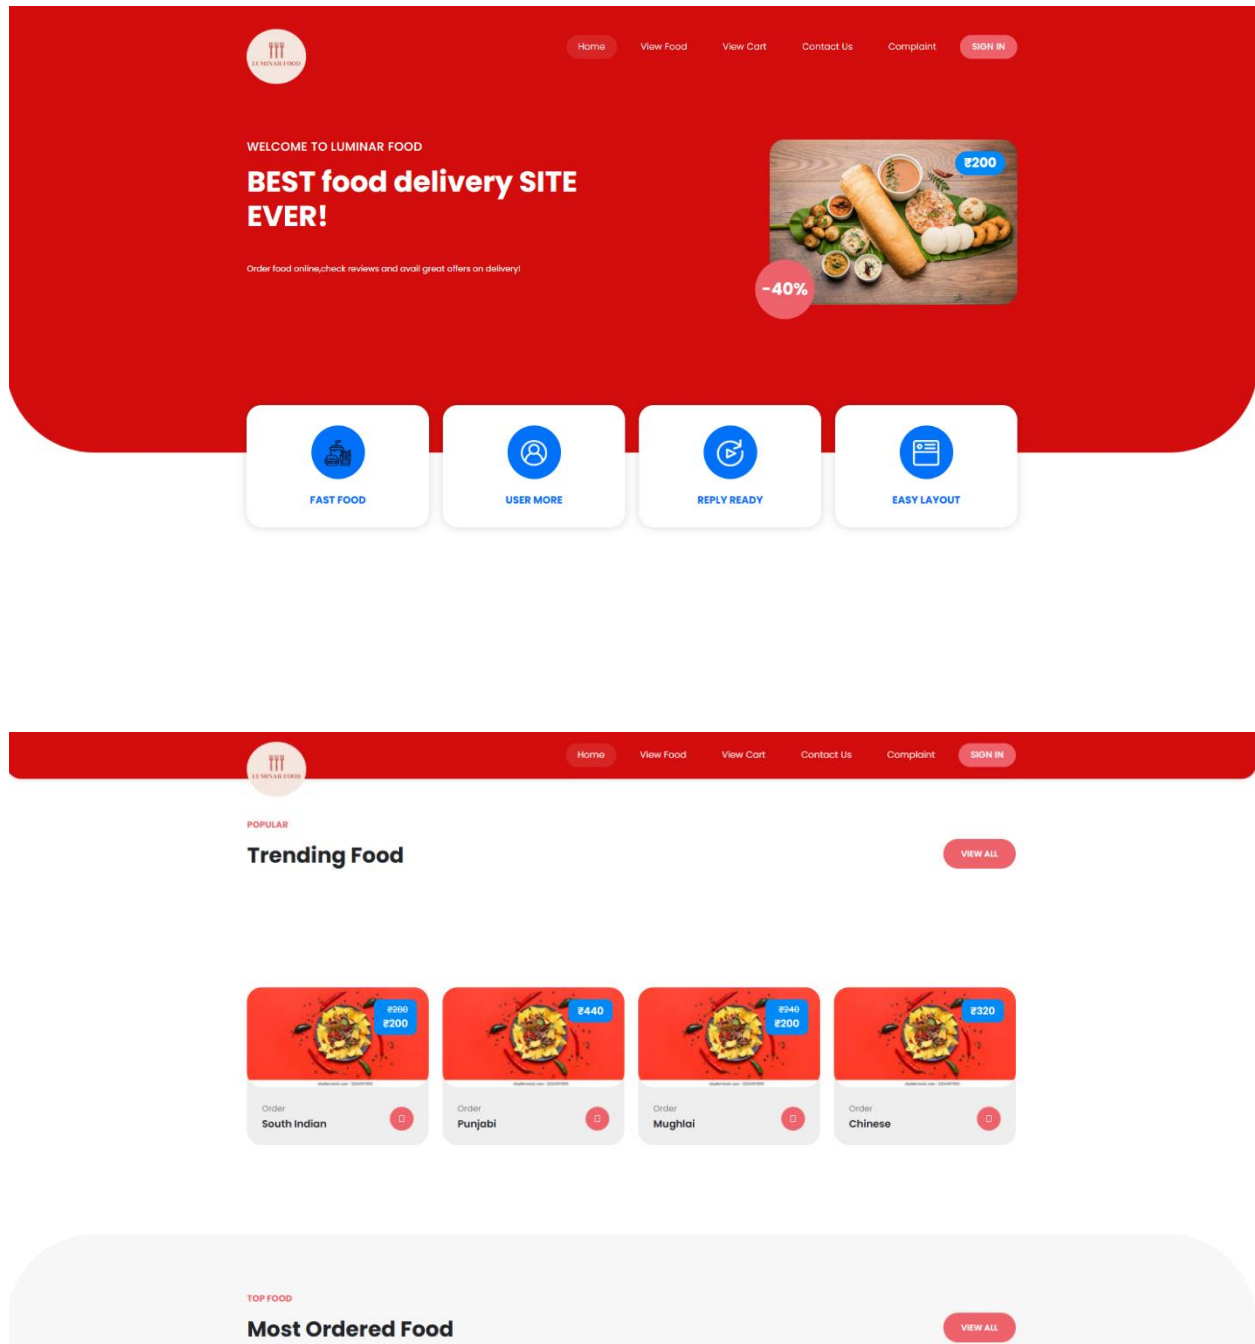 LUMINAR FOOD
Home View Food View Cart Contact Us Complaint SIGN IN
WELCOME TO LUMINAR FOOD
BEST food delivery SITE
EVER!
Order food online,check reviews and avail great offers on delivery!
₹200
-40%
FAST FOOD USER MORE REPLY READY EASY LAYOUT
LUMINAR FOOD
Home View Food View Cart Contact Us Complaint SIGN IN
POPULAR
Trending Food
VIEW ALL
₹200
₹440
₹240
₹200
₹320
Order Order Order Order
South Indian Punjabi Mughlai Chinese
TOP FOOD
Most Ordered Food
VIEW ALL